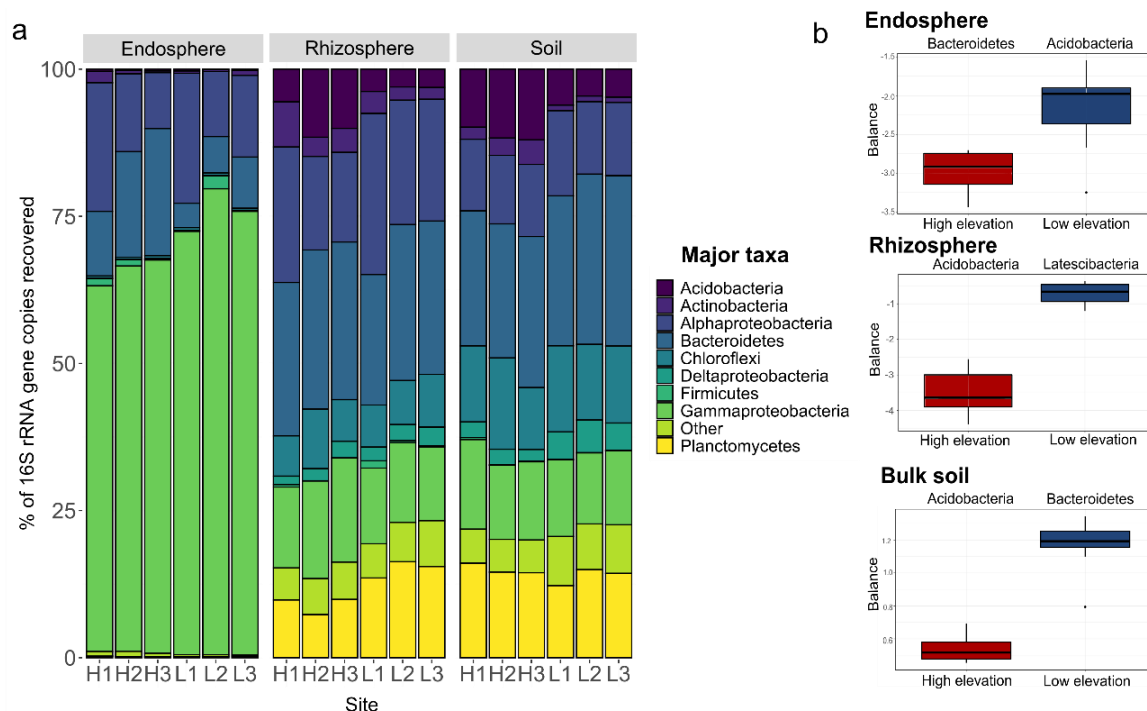 a
Endosphere Rhizosphere Soil
% of 16S rRNA gene copies recovered
100
75
50
25
0
H1 H2 H3 L1 L2 L3 H1 H2 H3 L1 L2 L3 H1 H2 H3 L1 L2 L3
Site
Major taxa
Acidobacteria
Actinobacteria
Alphaproteobacteria
Bacteroidetes
Chloroflexi
Deltaproteobacteria
Firmicutes
Gammaproteobacteria
Other
Planctomycetes
b
Endosphere
Bacteroidetes Acidobacteria
Balance
-1.5
-2.0
-2.5
-3.0
-3.5
High elevation Low elevation
Rhizosphere
Acidobacteria Latescibacteria
Balance
-1
-2
-3
-4
High elevation Low elevation
Bulk soil
Acidobacteria Bacteroidetes
Balance
1.2
0.8
High elevation Low elevation